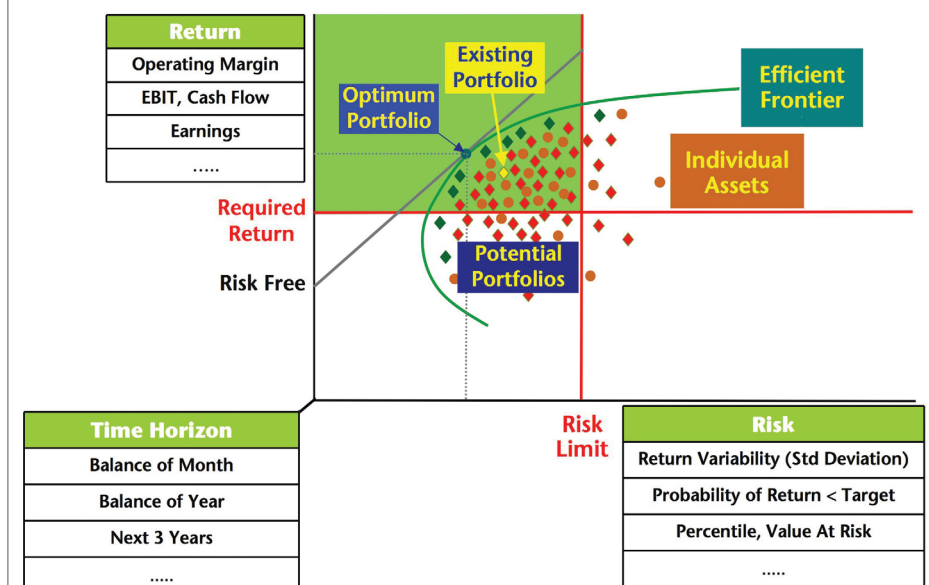 Return
Operating Margin
EBIT, Cash Flow
Earnings
.....
Existing
Portfolio
Optimum
Portfolio
Efficient
Frontier
Individual
Assets
Required
Return
Potential
Portfolios
Risk Free
Risk
Limit
Time Horizon
Balance of Month
Balance of Year
Next 3 Years
.....
Risk
Return Variability (Std Deviation)
Probability of Return < Target
Percentile, Value At Risk
.....